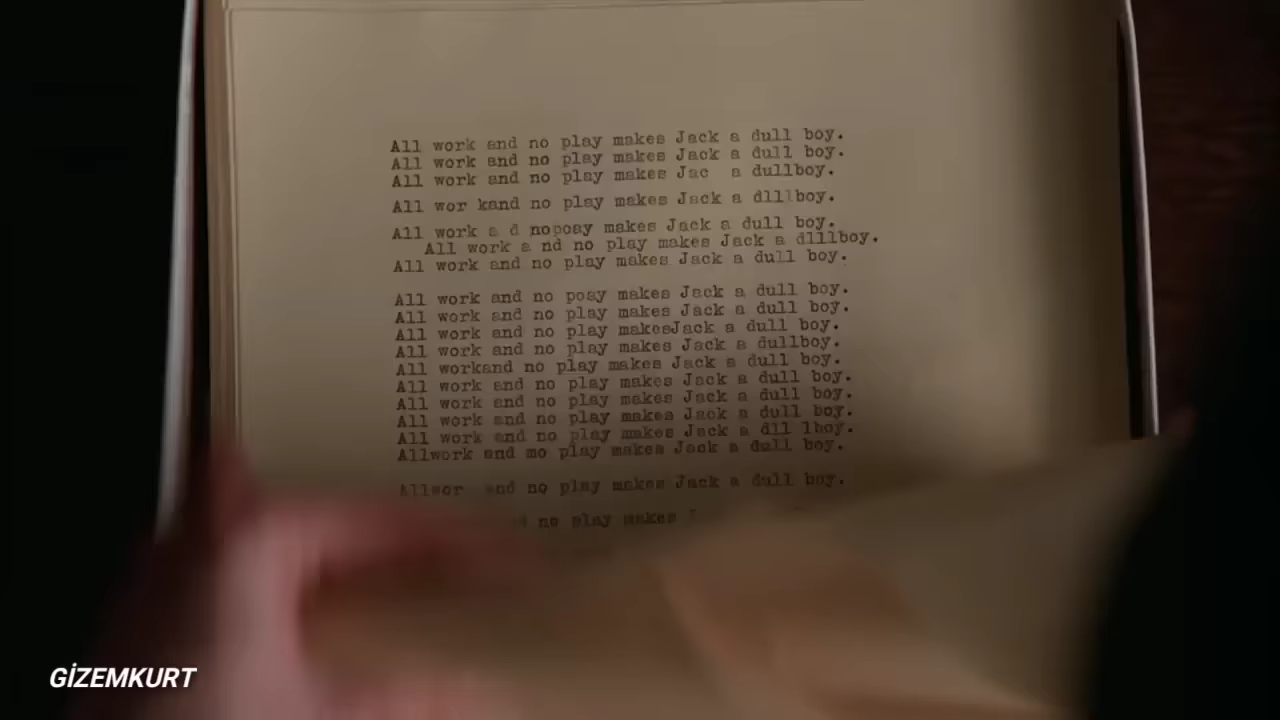 All work and no play makes Jack a dull boy.
All work and no play makes Jack a dull boy.
All work and no play makes Jac a dullboy.
All wor kand no play makes Jack a dlllboy.
All work a d nopoay makes Jack a dull boy.
All work a nd no play makes Jack a dlllboy.
All work and no play makes Jack a dull boy.
All work and no poay makes Jack a dull boy.
All work and no play makes Jack a dull boy.
All work and no play makesJack a dull boy.
All work and no play makes Jack a dullboy.
All workand no play makes Jack a dull boy.
All work and no play makes Jack a dull boy.
All work and no play makes Jack a dull boy.
All work and no play makes Jack a dull boy.
All work and no play makes Jack a dll lboy.
Allwork and mo play makes Jack a dull boy.
Allwor and no play makes Jack a dull boy.
no play makes
GİZEMKURT